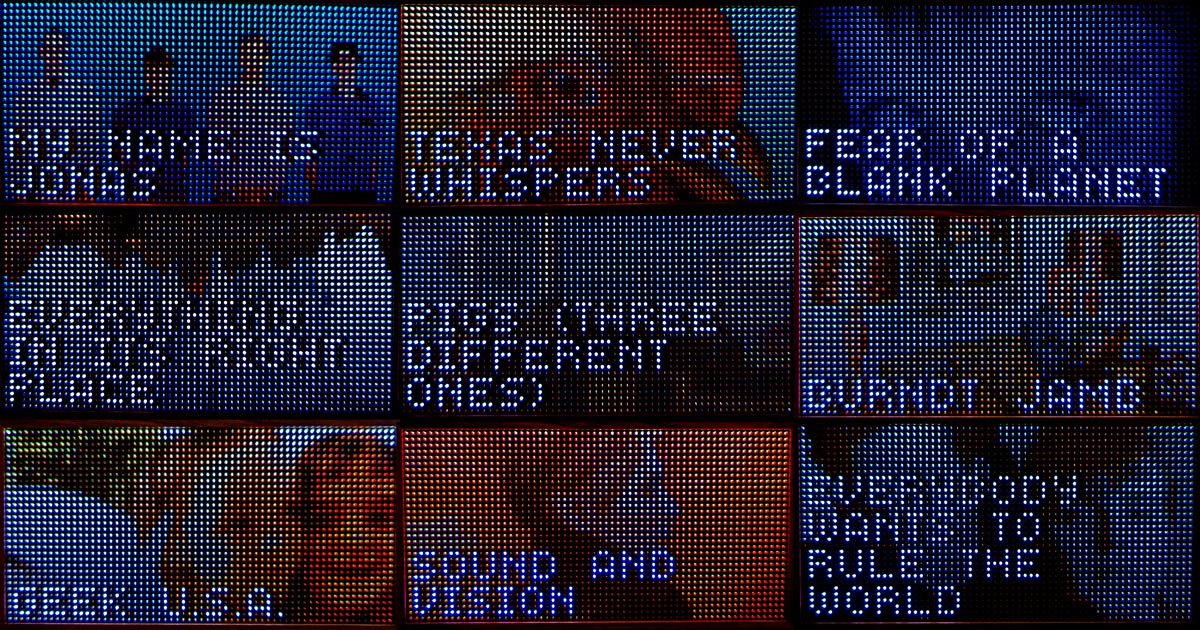 MY NAME IS
JONAS
TEXAS NEVER
WHISPERS
FEAR OF A
BLANK PLANET
EVERYTHING
IN ITS RIGHT
PLACE
PIGS (THREE
DIFFERENT
ONES)
BURNDT JAMB
GEEK U.S.A.
SOUND AND
VISION
EVERYBODY
WANTS TO
RULE THE
WORLD